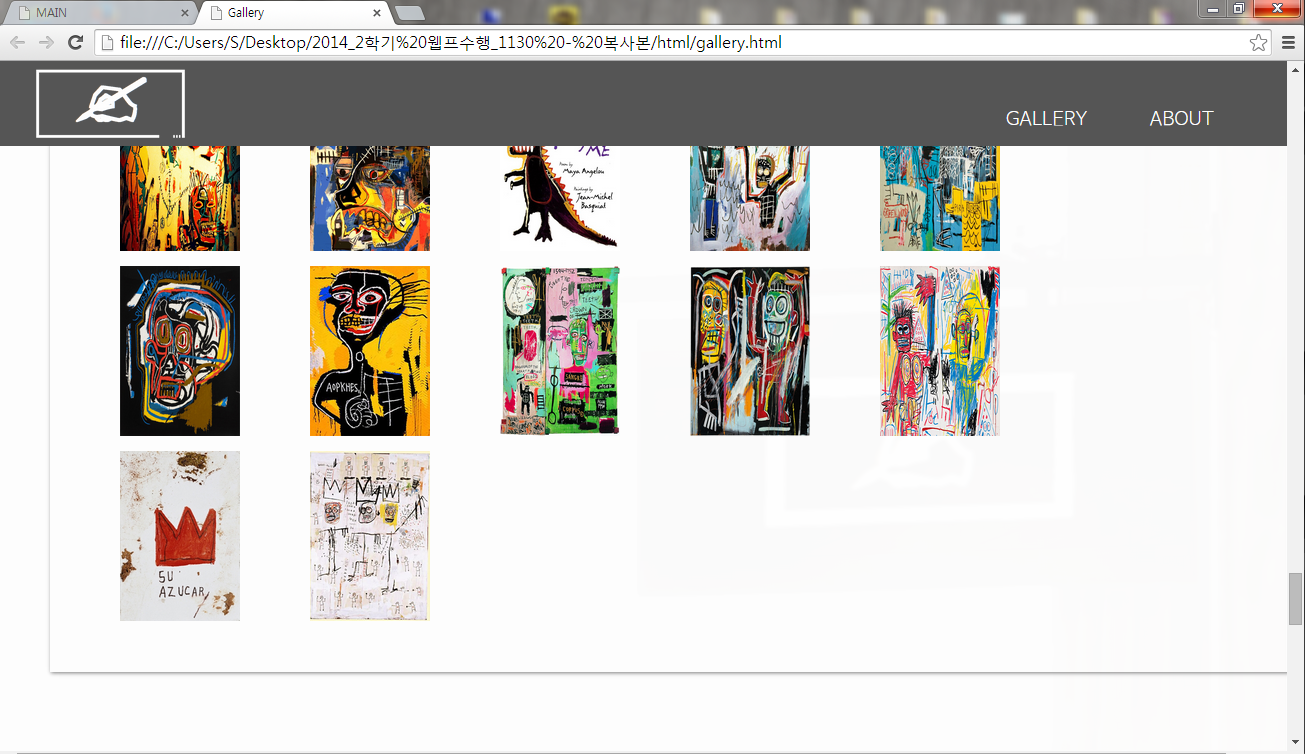 MAIN
Gallery
file:///C:/Users/S/Desktop/2014_2학기%20웹프수행_1130%20-%20복사본/html/gallery.html
GALLERY ABOUT
ME
Poem by
Maya Angelou
Paintings by
Jean-Michel
Basquiat
AOPKHES
SU
AZUCAR